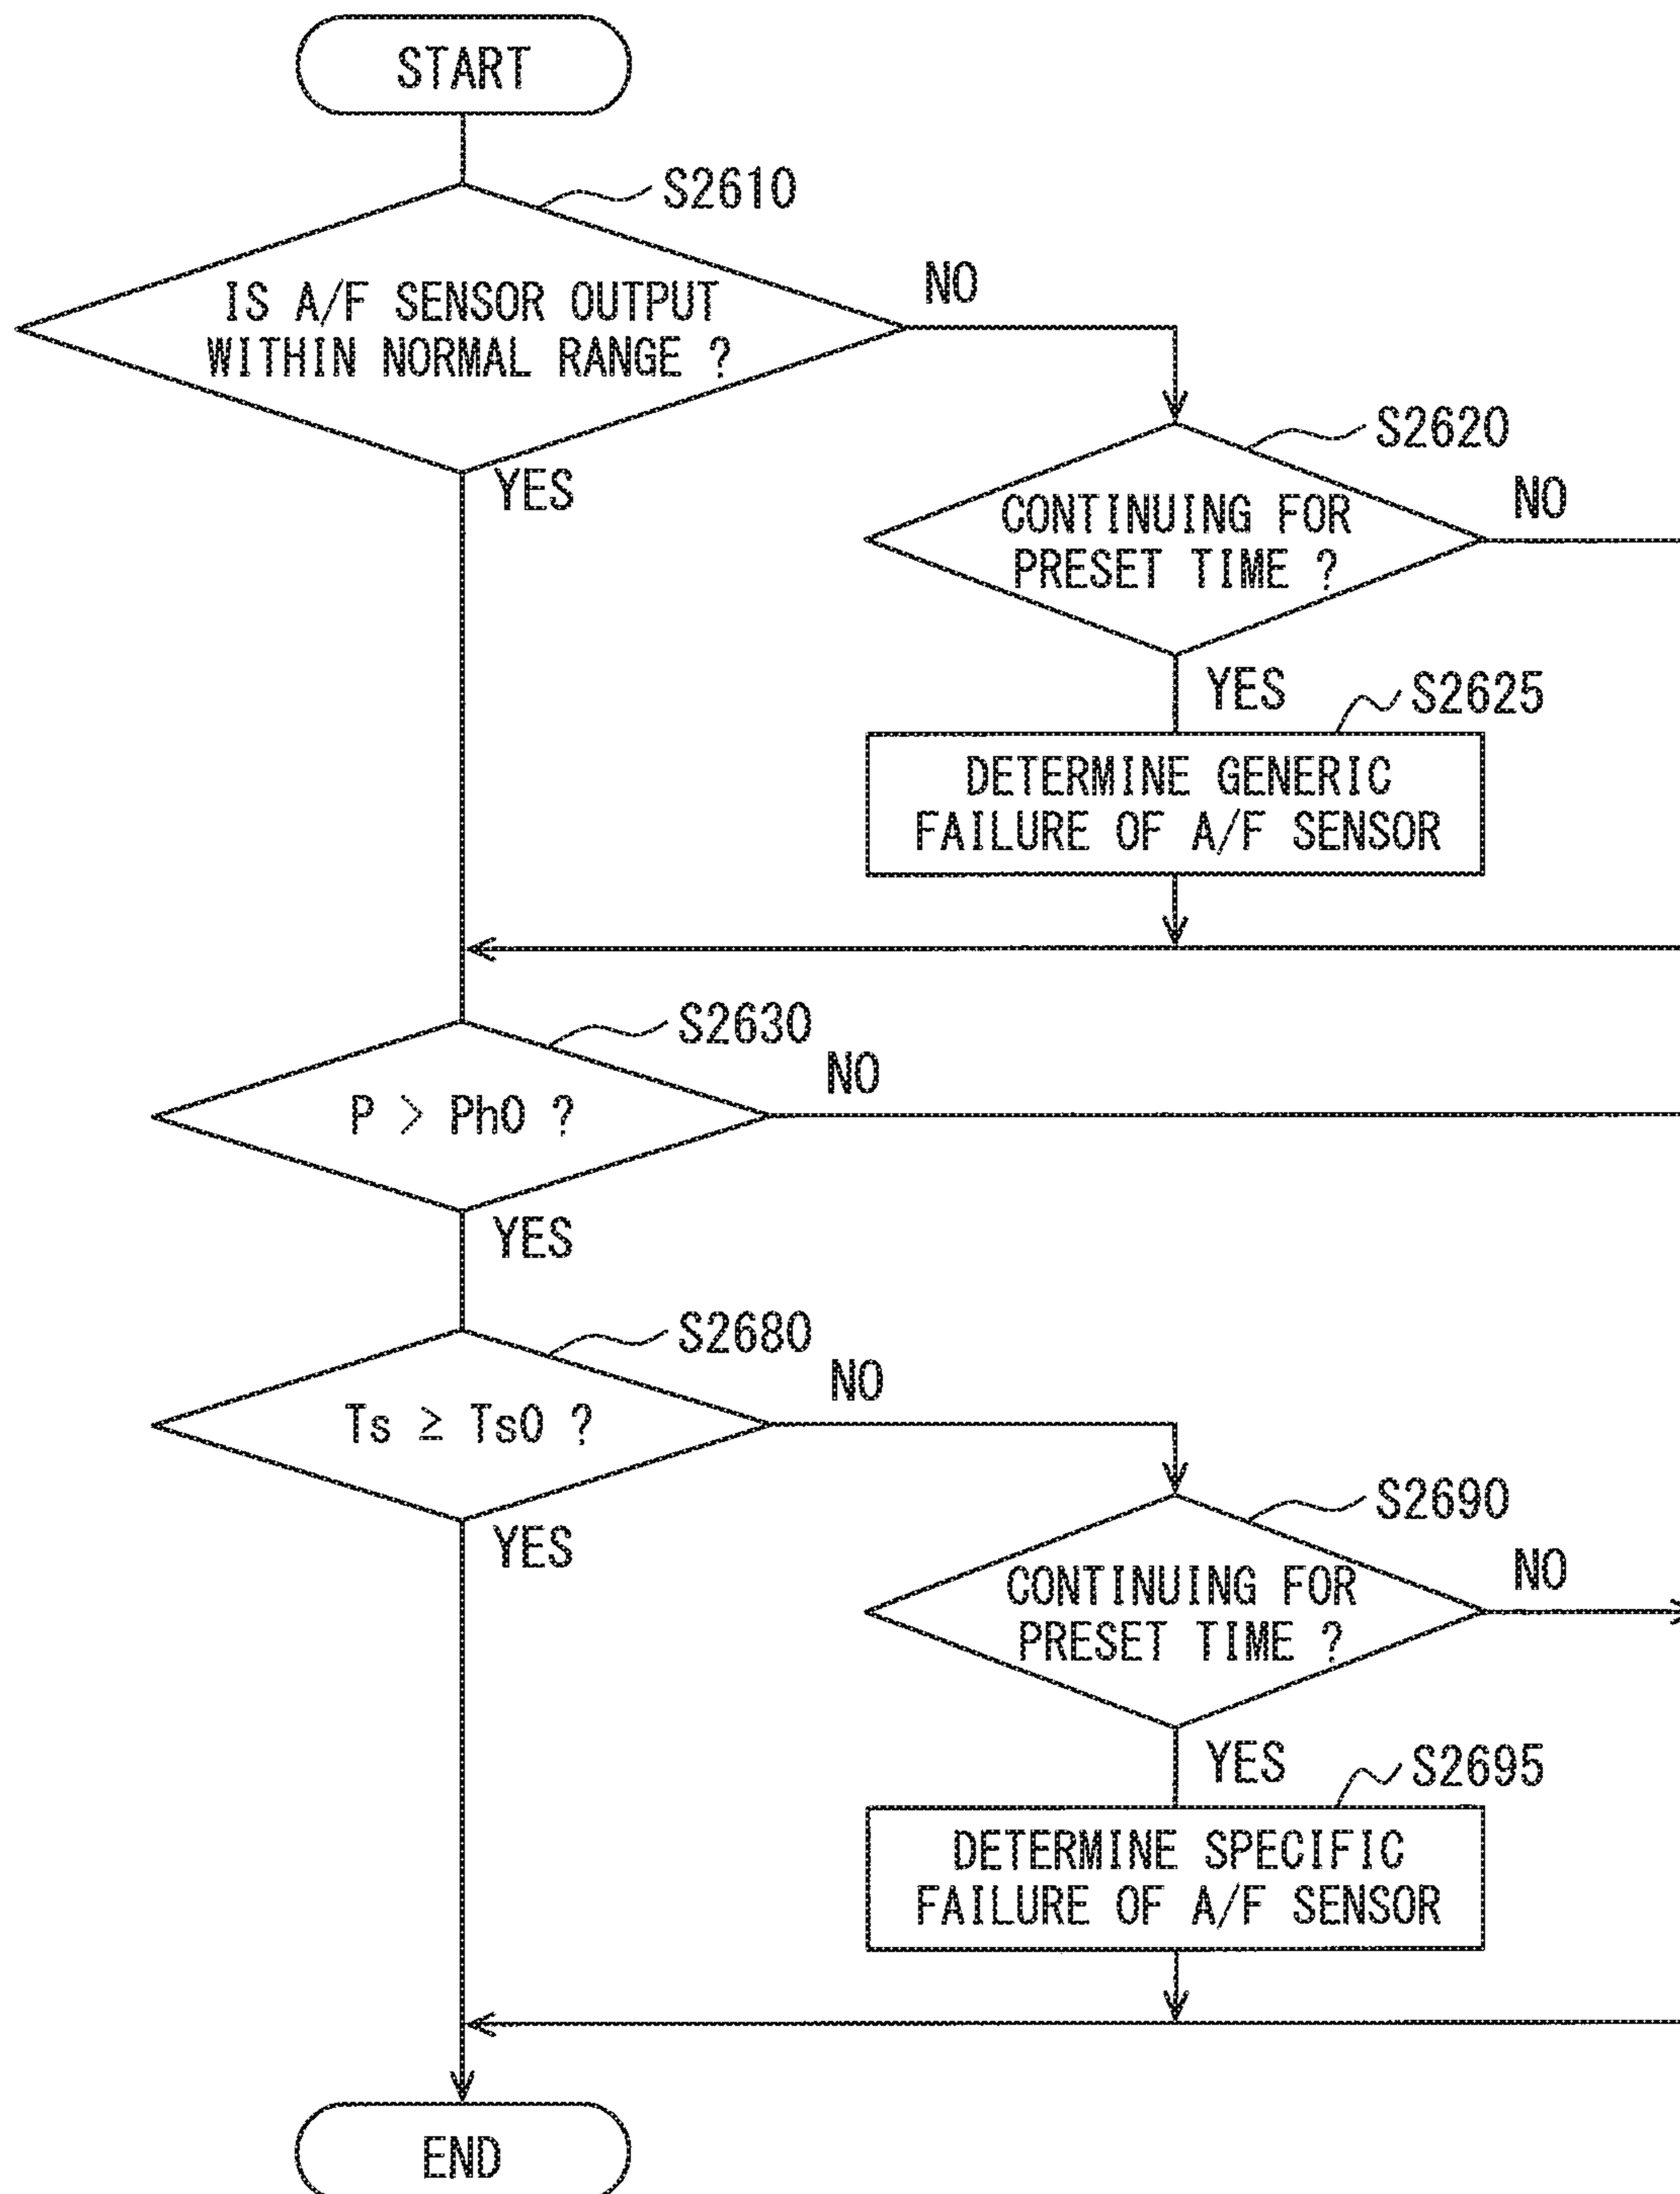 START
S2610
IS A/F SENSOR OUTPUT
WITHIN NORMAL RANGE ?
NO
YES
S2620
CONTINUING FOR
PRESET TIME ?
NO
YES
S2625
DETERMINE GENERIC
FAILURE OF A/F SENSOR
S2630
P > Ph0 ?
NO
YES
S2680
Ts ≥ Ts0 ?
NO
YES
S2690
CONTINUING FOR
PRESET TIME ?
NO
YES
S2695
DETERMINE SPECIFIC
FAILURE OF A/F SENSOR
END